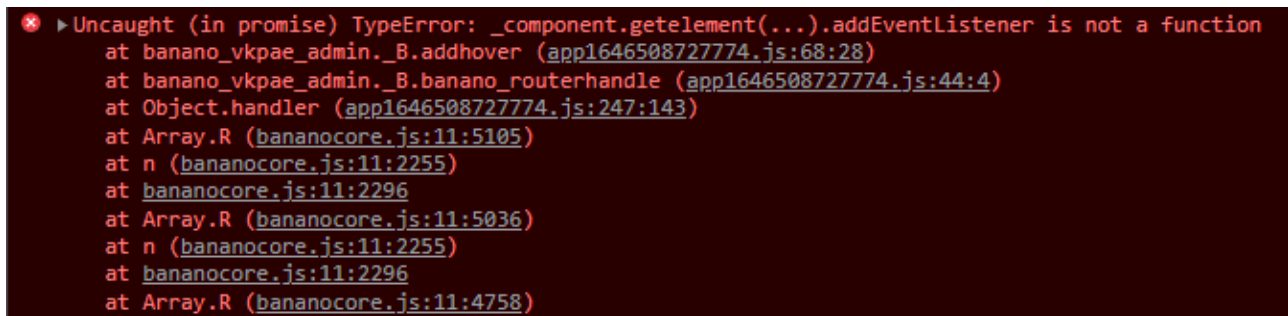 Uncaught (in promise) TypeError: _component.getelement(...).addEventListener is not a function
at banano_vkpae_admin._B.addhover (app1646508727774.js:68:28)
at banano_vkpae_admin._B.banano_routerhandle (app1646508727774.js:44:4)
at Object.handler (app1646508727774.js:247:143)
at Array.R (bananocore.js:11:5105)
at n (bananocore.js:11:2255)
at bananocore.js:11:2296
at Array.R (bananocore.js:11:5036)
at n (bananocore.js:11:2255)
at bananocore.js:11:2296
at Array.R (bananocore.js:11:4758)